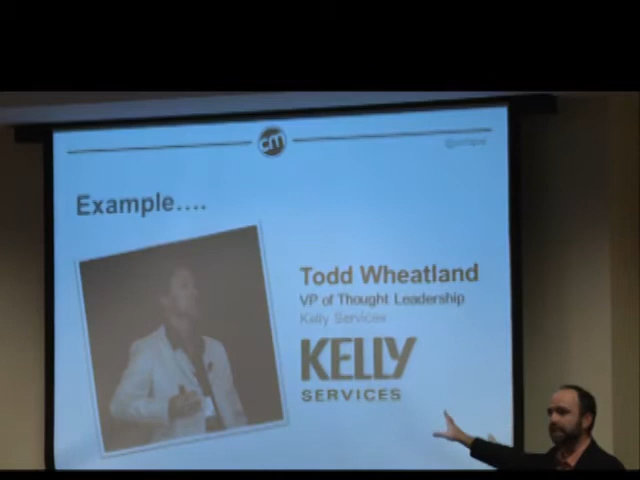 cm
Example....
Todd Wheatland
VP of Thought Leadership
Kelly Services
KELLY
SERVICES